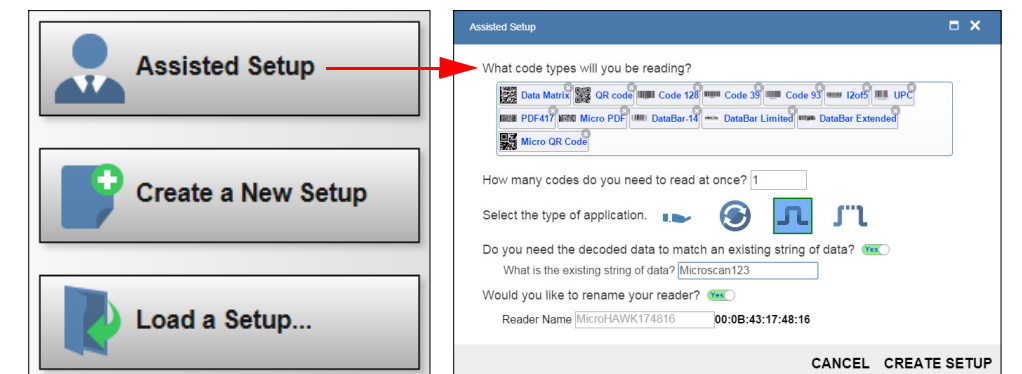 Assisted Setup
Create a New Setup
Load a Setup...
Assisted Setup
What code types will you be reading?
Data Matrix QR code Code 128 Code 39 Code 93 I2of5 UPC
PDF417 Micro PDF DataBar-14 DataBar Limited DataBar Extended
Micro QR Code
How many codes do you need to read at once? 1
Select the type of application.
Do you need the decoded data to match an existing string of data? Yes
What is the existing string of data? Microscan123
Would you like to rename your reader? Yes
Reader Name MicroHAWK174816 00:0B:43:17:48:16
CANCEL CREATE SETUP